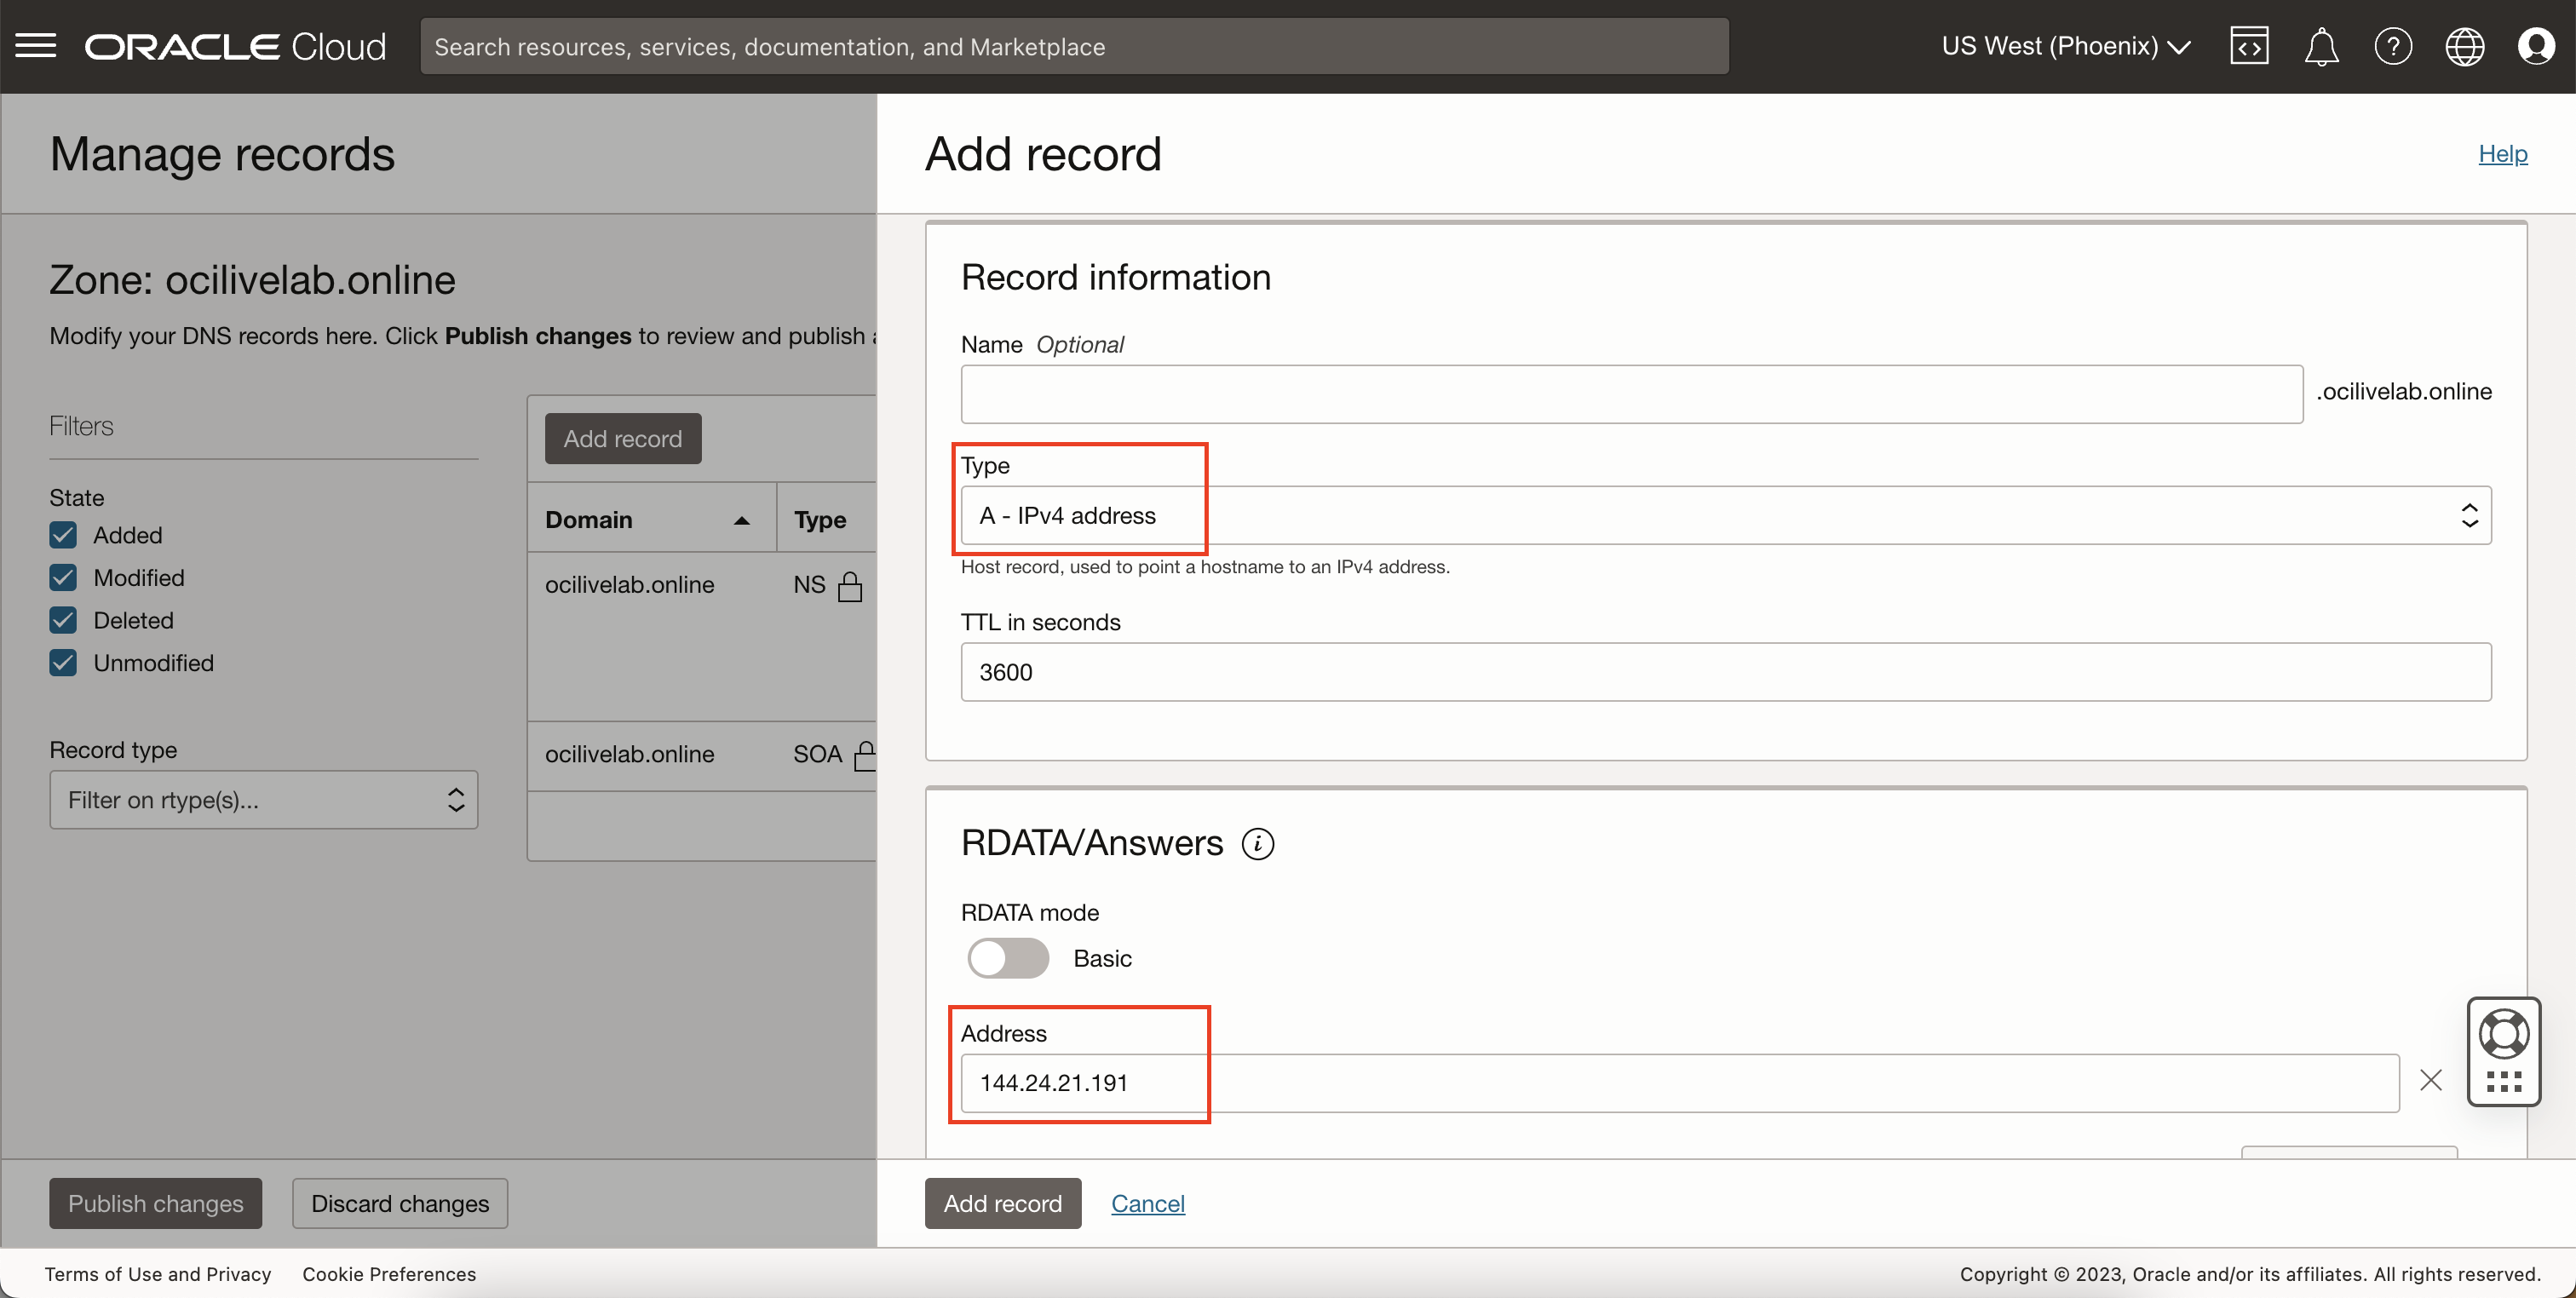 ORACLE Cloud
Search resources, services, documentation, and Marketplace
US West (Phoenix)
Manage records
Zone: ocilivelab.online
Modify your DNS records here. Click Publish changes to review and publish
Filters
State
Added
Modified
Deleted
Unmodified
Record type
Filter on rtype(s)...
Add record
Domain Type
ocilivelab.online NS
ocilivelab.online SOA
Publish changes
Discard changes
Add record
Help
Record information
Name Optional
.ocilivelab.online
Type
A - IPv4 address
Host record, used to point a hostname to an IPv4 address.
TTL in seconds
3600
RDATA/Answers
RDATA mode
Basic
Address
144.24.21.191
Add record
Cancel
Terms of Use and Privacy
Cookie Preferences
Copyright © 2023, Oracle and/or its affiliates. All rights reserved.